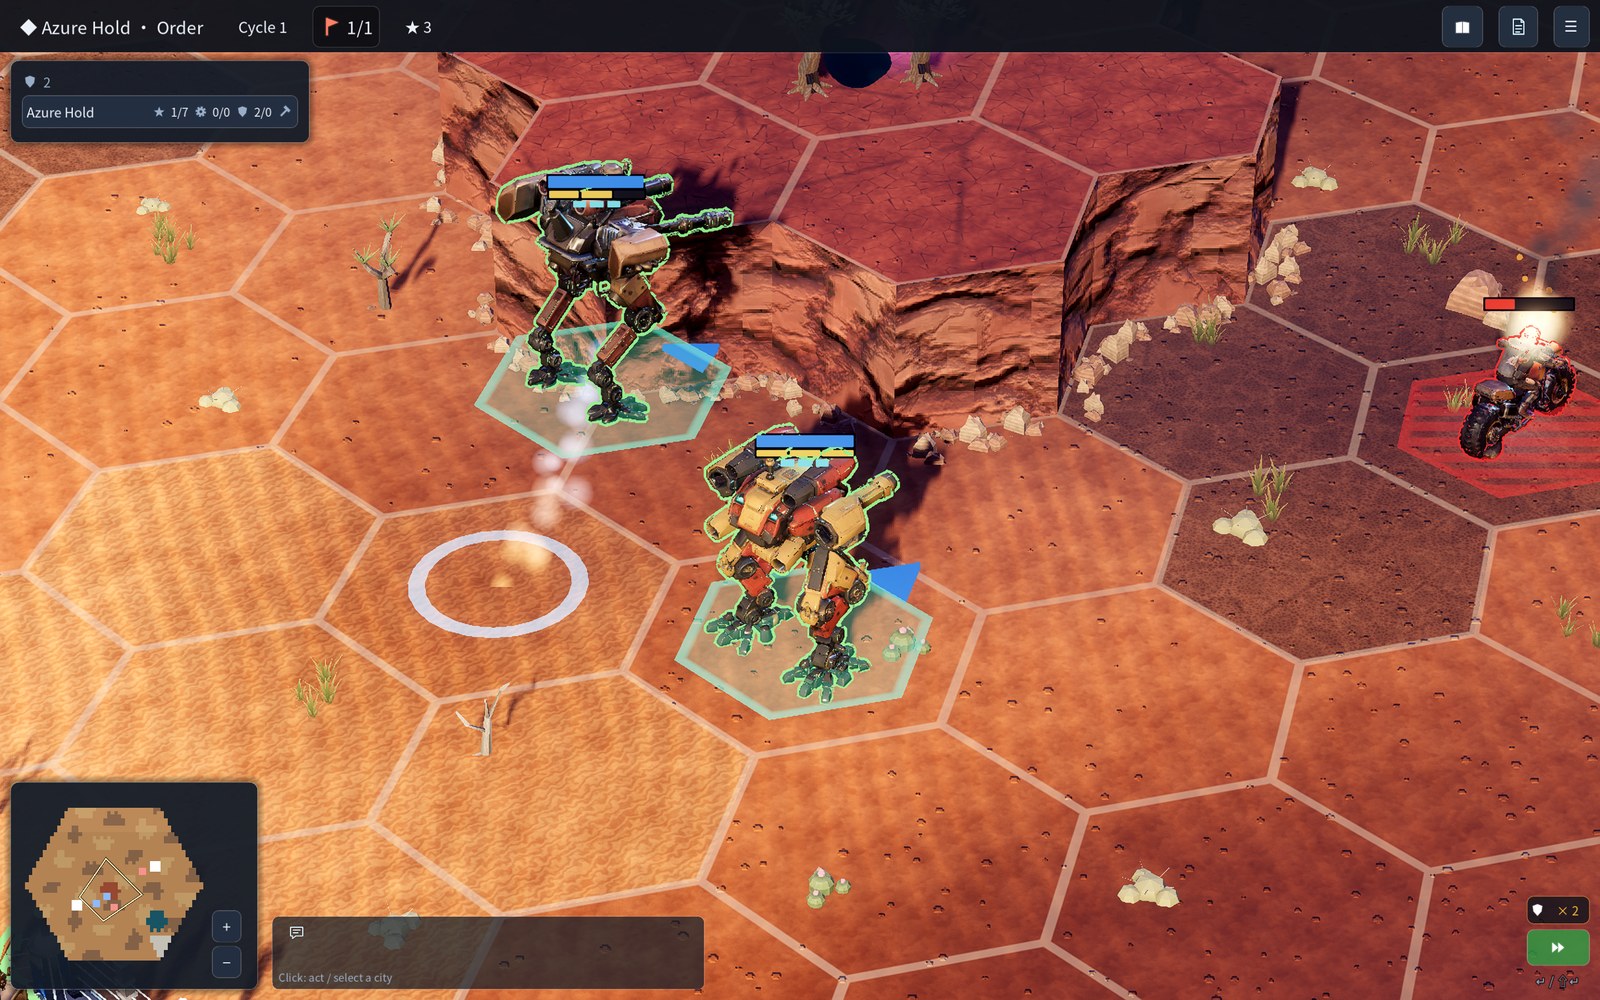 Azure Hold • Order
Cycle 1
1/1
3
2
Azure Hold
1/7
0/0
2/0
+
−
Click: act / select a city
× 2